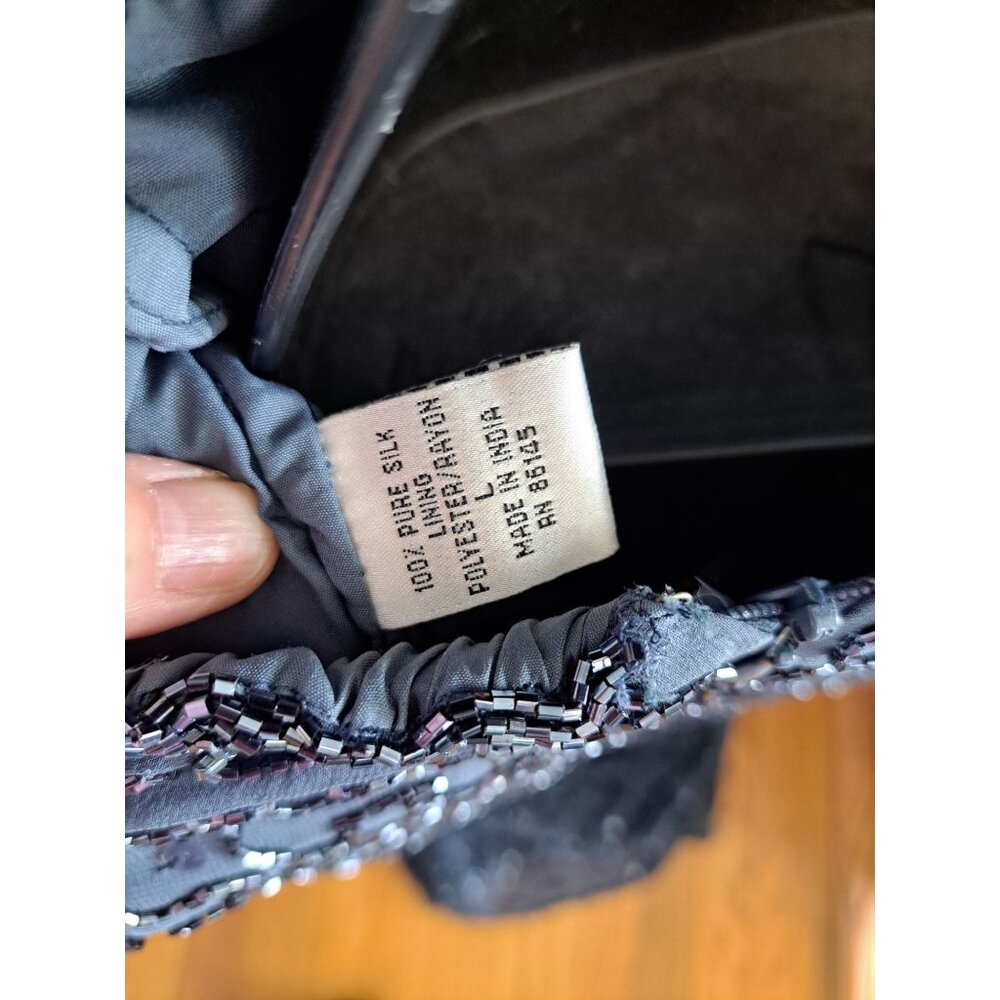 100% PURE SILK
LINING
POLYESTER/RAYON
L
MADE IN INDIA
RN 86145